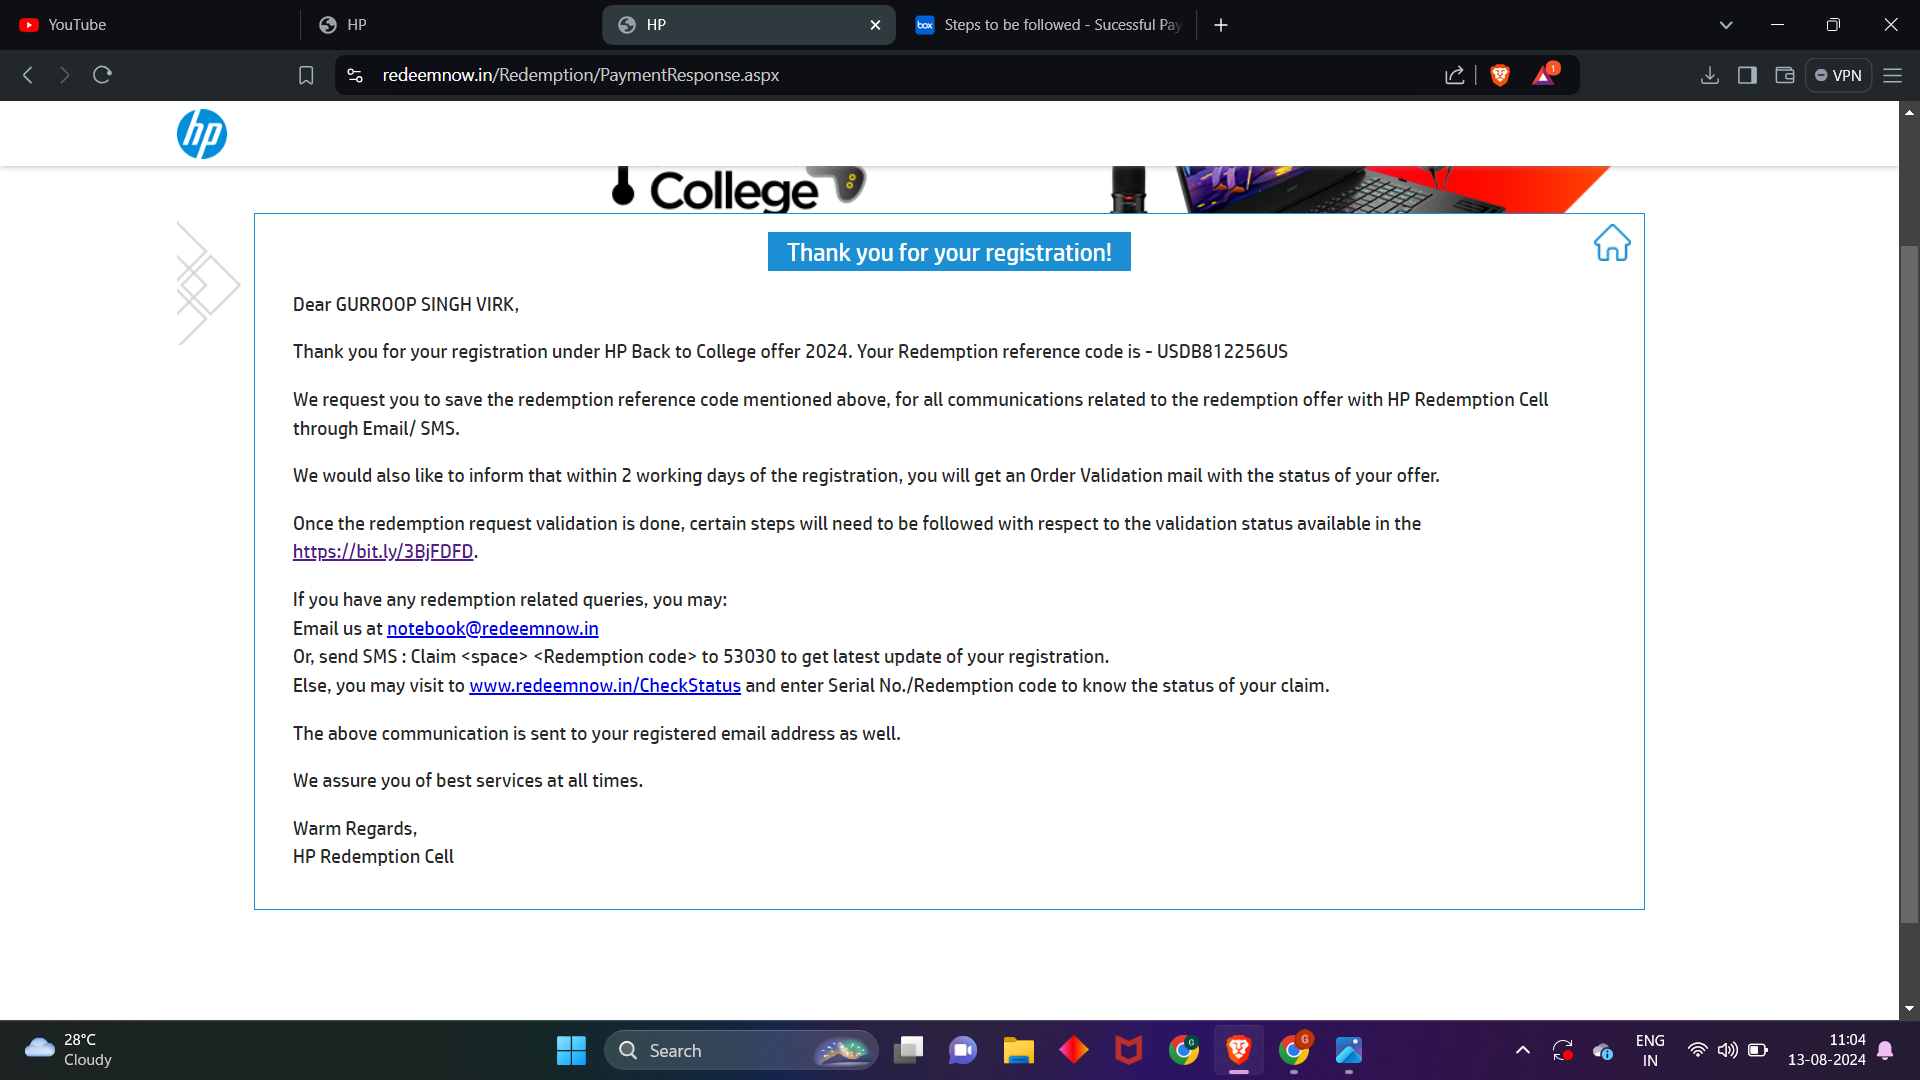 YouTube
HP
HP
box
Steps to be followed - Sucessful Pay
redeemnow.in/Redemption/PaymentResponse.aspx
1
VPN
hp
College
Thank you for your registration!
Dear GURROOP SINGH VIRK,
Thank you for your registration under HP Back to College offer 2024. Your Redemption reference code is - USDB812256US
We request you to save the redemption reference code mentioned above, for all communications related to the redemption offer with HP Redemption Cell
through Email/ SMS.
We would also like to inform that within 2 working days of the registration, you will get an Order Validation mail with the status of your offer.
Once the redemption request validation is done, certain steps will need to be followed with respect to the validation status available in the
https://bit.ly/3BjFDFD.
If you have any redemption related queries, you may:
Email us at notebook@redeemnow.in
Or, send SMS : Claim <space> <Redemption code> to 53030 to get latest update of your registration.
Else, you may visit to www.redeemnow.in/CheckStatus and enter Serial No./Redemption code to know the status of your claim.
The above communication is sent to your registered email address as well.
We assure you of best services at all times.
Warm Regards,
HP Redemption Cell
28°C
Cloudy
Search
G
G
ENG
IN
11:04
13-08-2024